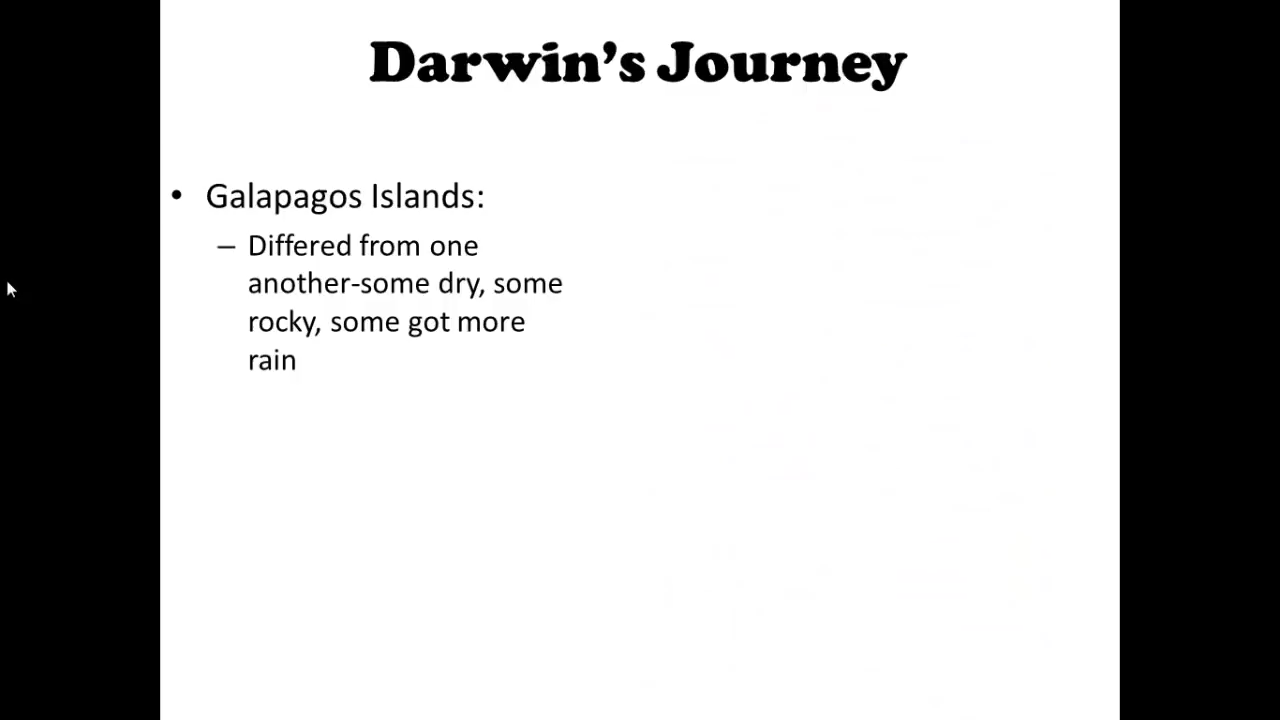 Darwin’s Journey
• Galapagos Islands:
– Differed from one
another-some dry, some
rocky, some got more
rain